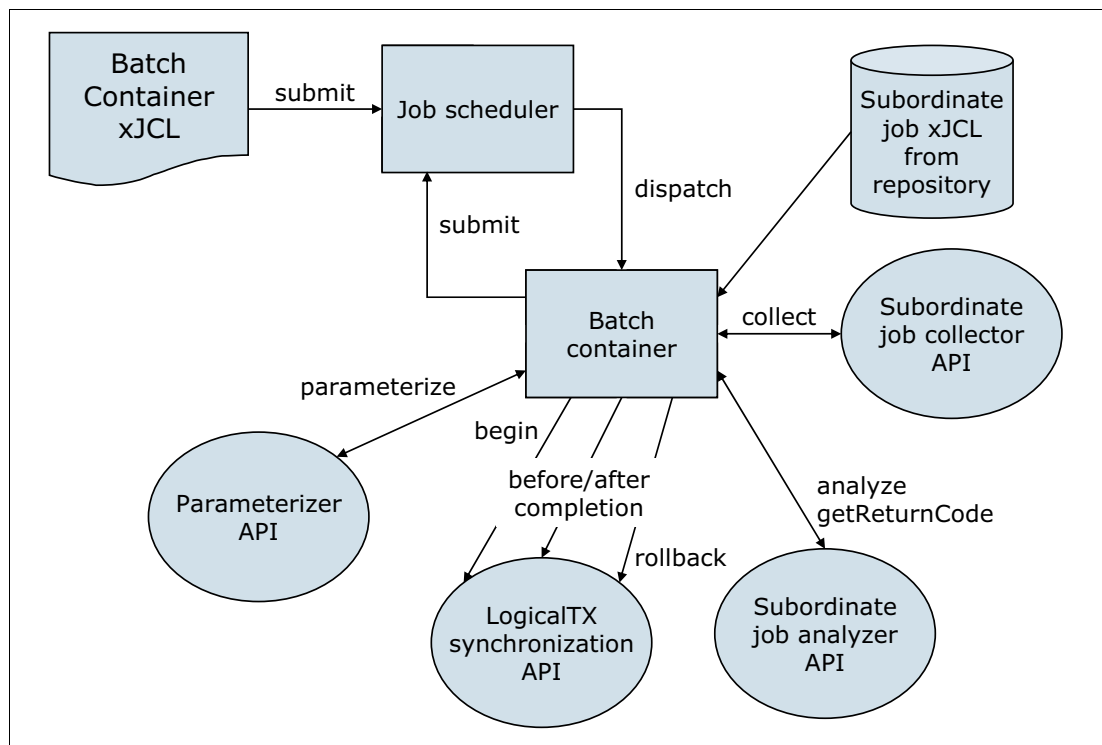 Batch
Container
xJCL
submit
Job scheduler
Subordinate
job xJCL
from
repository
dispatch
submit
Batch
container
collect
Subordinate
job collector
API
parameterize
begin
Parameterizer
API
before/after
completion
analyze
getReturnCode
rollback
LogicalTX
synchronization
API
Subordinate
job analyzer
API